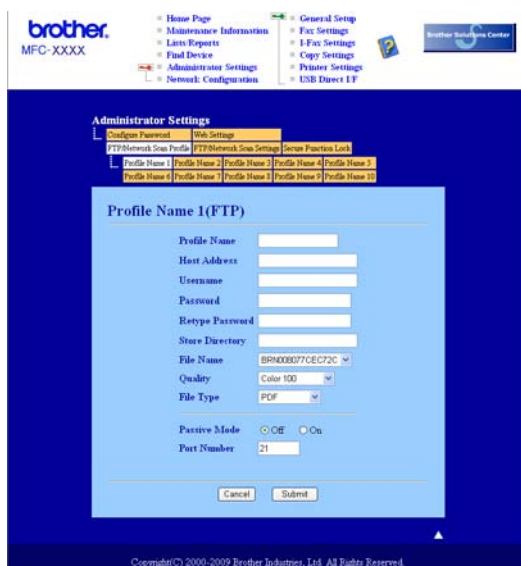 brother.
MFC-XXXX
Home Page
Maintenance Information
Lists/Reports
Find Device
Administrator Settings
Network Configuration
General Setup
Fax Settings
I-Fax Settings
Copy Settings
Printer Settings
USB Direct I/F
Brother Solutions Center
Administrator Settings
Configure Password
Web Settings
FTP/Network Scan Profile
FTP/Network Scan Settings
Secure Function Lock
Profile Name 1
Profile Name 2
Profile Name 3
Profile Name 4
Profile Name 5
Profile Name 6
Profile Name 7
Profile Name 8
Profile Name 9
Profile Name 10
Profile Name 1(FTP)
Profile Name
Host Address
Username
Password
Retype Password
Store Directory
File Name BRN008077CEC72C
Quality Color 100
File Type PDF
Passive Mode Off On
Port Number 21
Cancel Submit
Copyright(C) 2000-2009 Brother Industries, Ltd. All Rights Reserved.